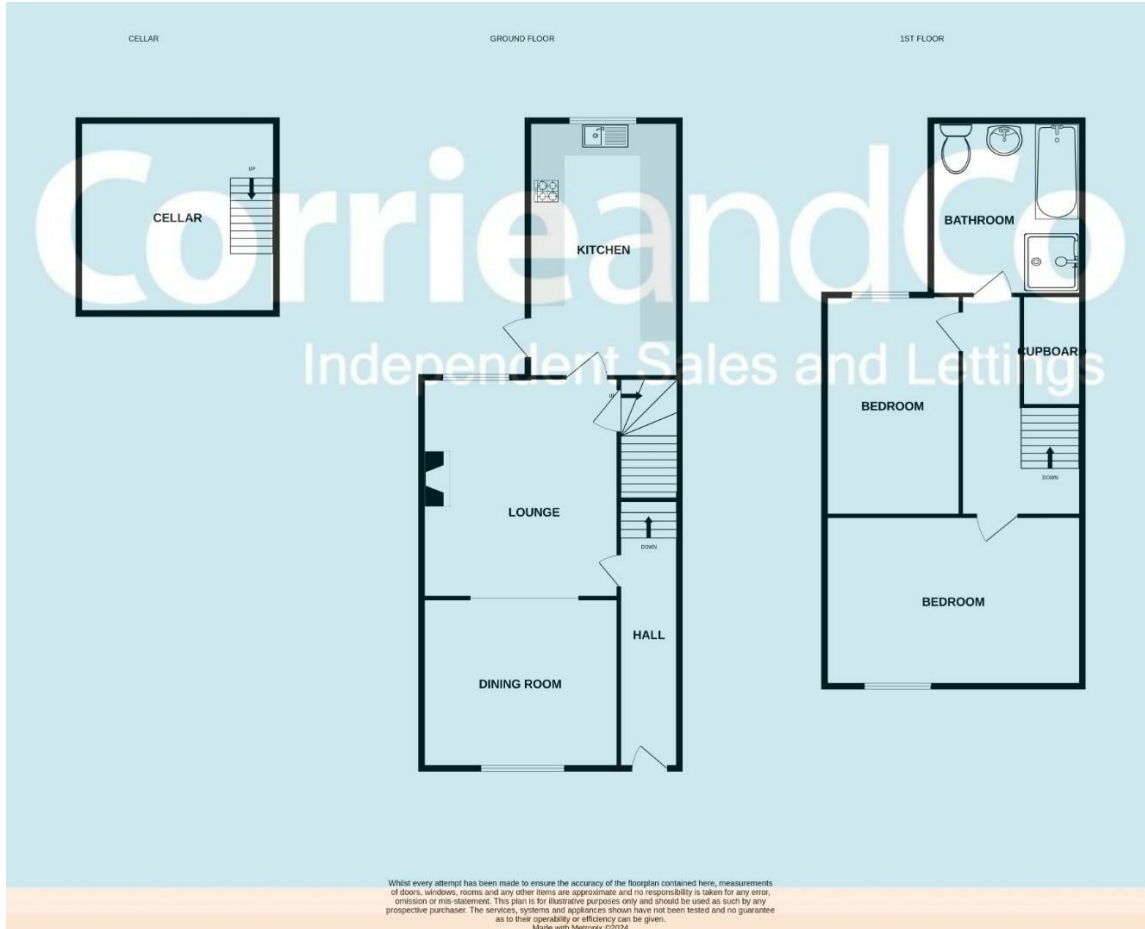 CELLAR
GROUND FLOOR
1ST FLOOR
UP
CELLAR
KITCHEN
BATHROOM
CorrieandCo
Independent Sales and Lettings
CUPBOARD
UP
BEDROOM
DOWN
LOUNGE
DOWN
BEDROOM
HALL
DINING ROOM
Whilst every attempt has been made to ensure the accuracy of the floorplan contained here, measurements
of doors, windows, rooms and any other items are approximate and no responsibility is taken for any error,
omission or mis-statement. This plan is for illustrative purposes only and should be used as such by any
prospective purchaser. The services, systems and appliances shown have not been tested and no guarantee
as to their operability or efficiency can be given.
Made with Metropix ©2024